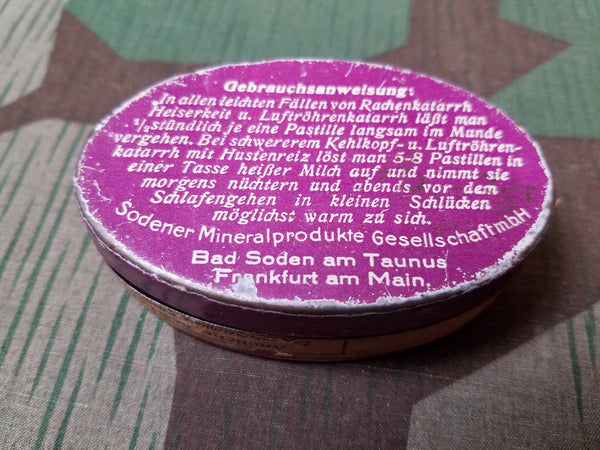 Gebrauchsanweisung:
In allen leichten Fällen von Rachenkatarrh
Heiserkeit u. Luftröhrenkatarrh läßt man
½stündlich je eine Pastille langsam im Munde
vergehen. Bei schwererem Kehlkopf- u. Luftröhren-
katarrh mit Hustenreiz löst man 5-8 Pastillen in
einer Tasse heißer Milch auf und nimmt sie
morgens nüchtern und abends vor dem
Schlafengehen in kleinen Schlücken
möglichst warm zu sich.
Sodener Mineralprodukte Gesellschaft mbH
Bad Soden am Taunus
Frankfurt am Main.